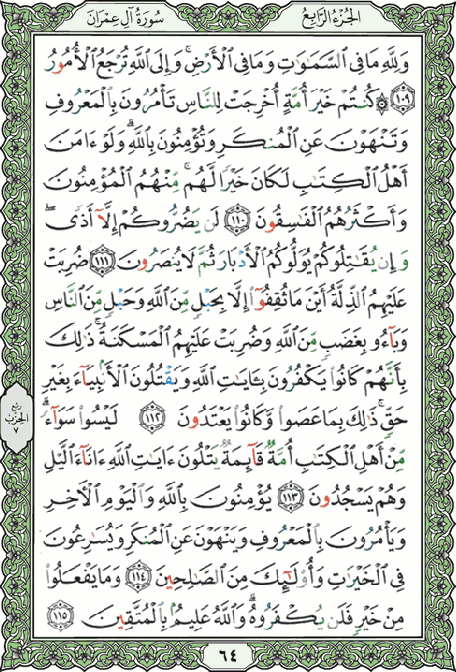 الجزء الرابع
سورة آل عمران
وَلِلَّهِ مَا فِي ٱلسَّمَٰوَٰتِ وَمَا فِي ٱلْأَرْضِ ۚ وَإِلَى ٱللَّهِ تُرْجَعُ ٱلْأُمُورُ
١٠٩ ۞ كُنتُمْ خَيْرَ أُمَّةٍ أُخْرِجَتْ لِلنَّاسِ تَأْمُرُونَ بِٱلْمَعْرُوفِ
وَتَنْهَوْنَ عَنِ ٱلْمُنكَرِ وَتُؤْمِنُونَ بِٱللَّهِ ۗ وَلَوْ ءَامَنَ
أَهْلُ ٱلْكِتَٰبِ لَكَانَ خَيْرًا لَّهُم ۚ مِّنْهُمُ ٱلْمُؤْمِنُونَ
وَأَكْثَرُهُمُ ٱلْفَٰسِقُونَ ١١٠ لَن يَضُرُّوكُمْ إِلَّآ أَذًى ۖ
وَإِن يُقَٰتِلُوكُمْ يُوَلُّوكُمُ ٱلْأَدْبَارَ ثُمَّ لَا يُنصَرُونَ ١١١ ضُرِبَتْ
عَلَيْهِمُ ٱلذِّلَّةُ أَيْنَ مَا ثُقِفُوٓا۟ إِلَّا بِحَبْلٍ مِّنَ ٱللَّهِ وَحَبْلٍ مِّنَ ٱلنَّاسِ
وَبَآءُو بِغَضَبٍ مِّنَ ٱللَّهِ وَضُرِبَتْ عَلَيْهِمُ ٱلْمَسْكَنَةُ ۚ ذَٰلِكَ
بِأَنَّهُمْ كَانُوا۟ يَكْفُرُونَ بِـَٔايَٰتِ ٱللَّهِ وَيَقْتُلُونَ ٱلْأَنۢبِيَآءَ بِغَيْرِ
حَقٍّ ۚ ذَٰلِكَ بِمَا عَصَوا۟ وَّكَانُوا۟ يَعْتَدُونَ ١١٢ ۞ لَيْسُوا۟ سَوَآءً ۗ
مِّنْ أَهْلِ ٱلْكِتَٰبِ أُمَّةٌ قَآئِمَةٌ يَتْلُونَ ءَايَٰتِ ٱللَّهِ ءَانَآءَ ٱلَّيْلِ
وَهُمْ يَسْجُدُونَ ١١٣ يُؤْمِنُونَ بِٱللَّهِ وَٱلْيَوْمِ ٱلْـَٔاخِرِ
وَيَأْمُرُونَ بِٱلْمَعْرُوفِ وَيَنْهَوْنَ عَنِ ٱلْمُنكَرِ وَيُسَٰرِعُونَ
فِي ٱلْخَيْرَٰتِ وَأُو۟لَٰٓئِكَ مِنَ ٱلصَّٰلِحِينَ ١١٤ وَمَا يَفْعَلُوا۟
مِنْ خَيْرٍ فَلَن يُكْفَرُوهُ ۗ وَٱللَّهُ عَلِيمٌۢ بِٱلْمُتَّقِينَ ١١٥
ربع
الحزب
٧
٦٤